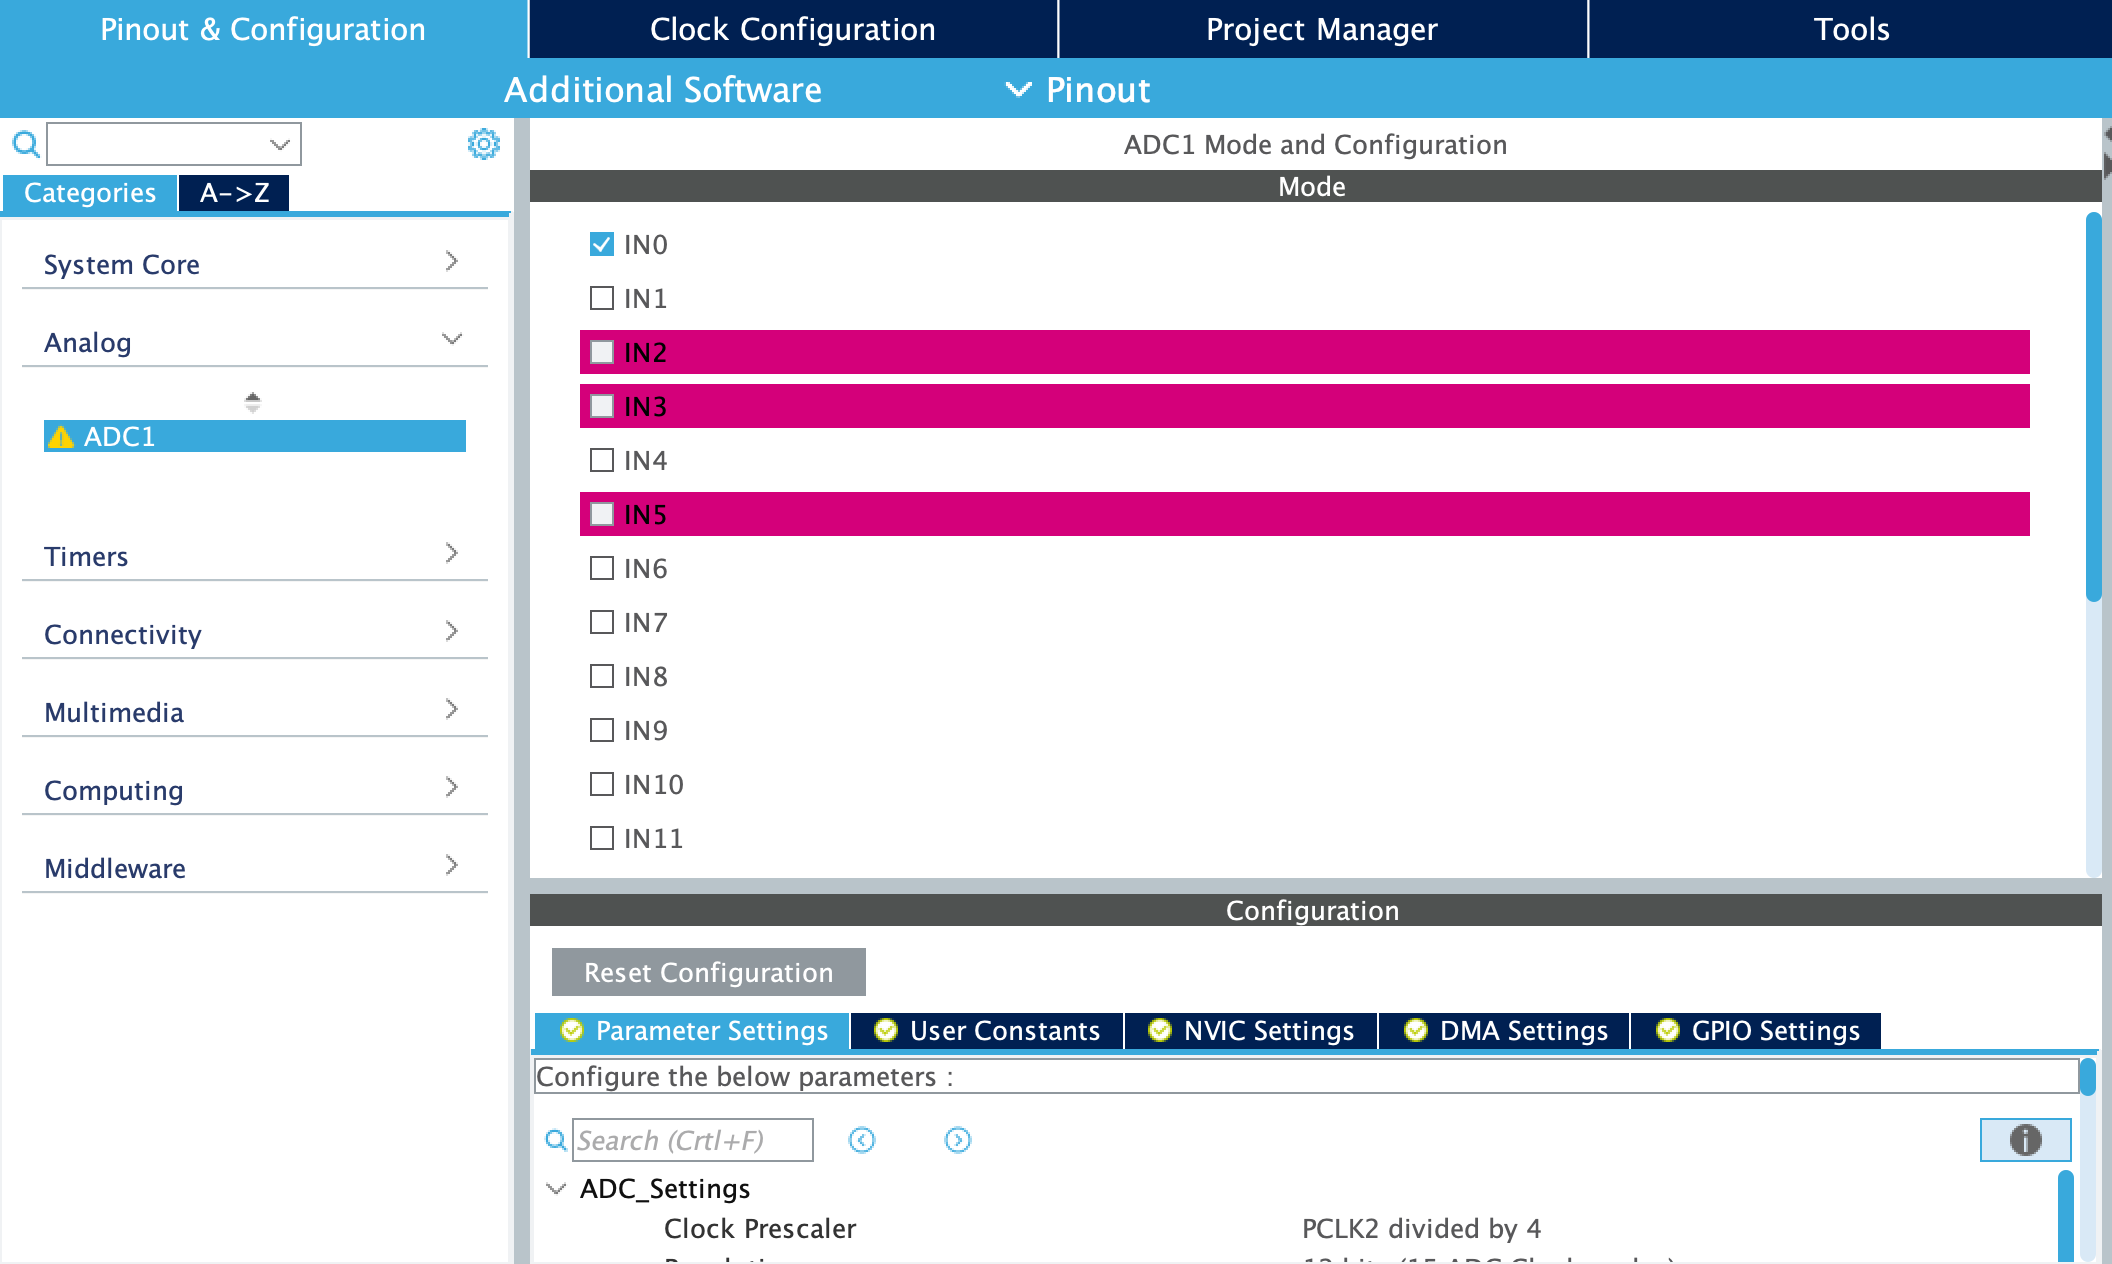 Pinout & Configuration
Clock Configuration
Project Manager
Tools
Additional Software
Pinout
Categories
A->Z
System Core
Analog
ADC1
Timers
Connectivity
Multimedia
Computing
Middleware
ADC1 Mode and Configuration
Mode
IN0
IN1
IN2
IN3
IN4
IN5
IN6
IN7
IN8
IN9
IN10
IN11
Configuration
Reset Configuration
Parameter Settings
User Constants
NVIC Settings
DMA Settings
GPIO Settings
Configure the below parameters :
Search (Crtl+F)
ADC_Settings
Clock Prescaler
PCLK2 divided by 4